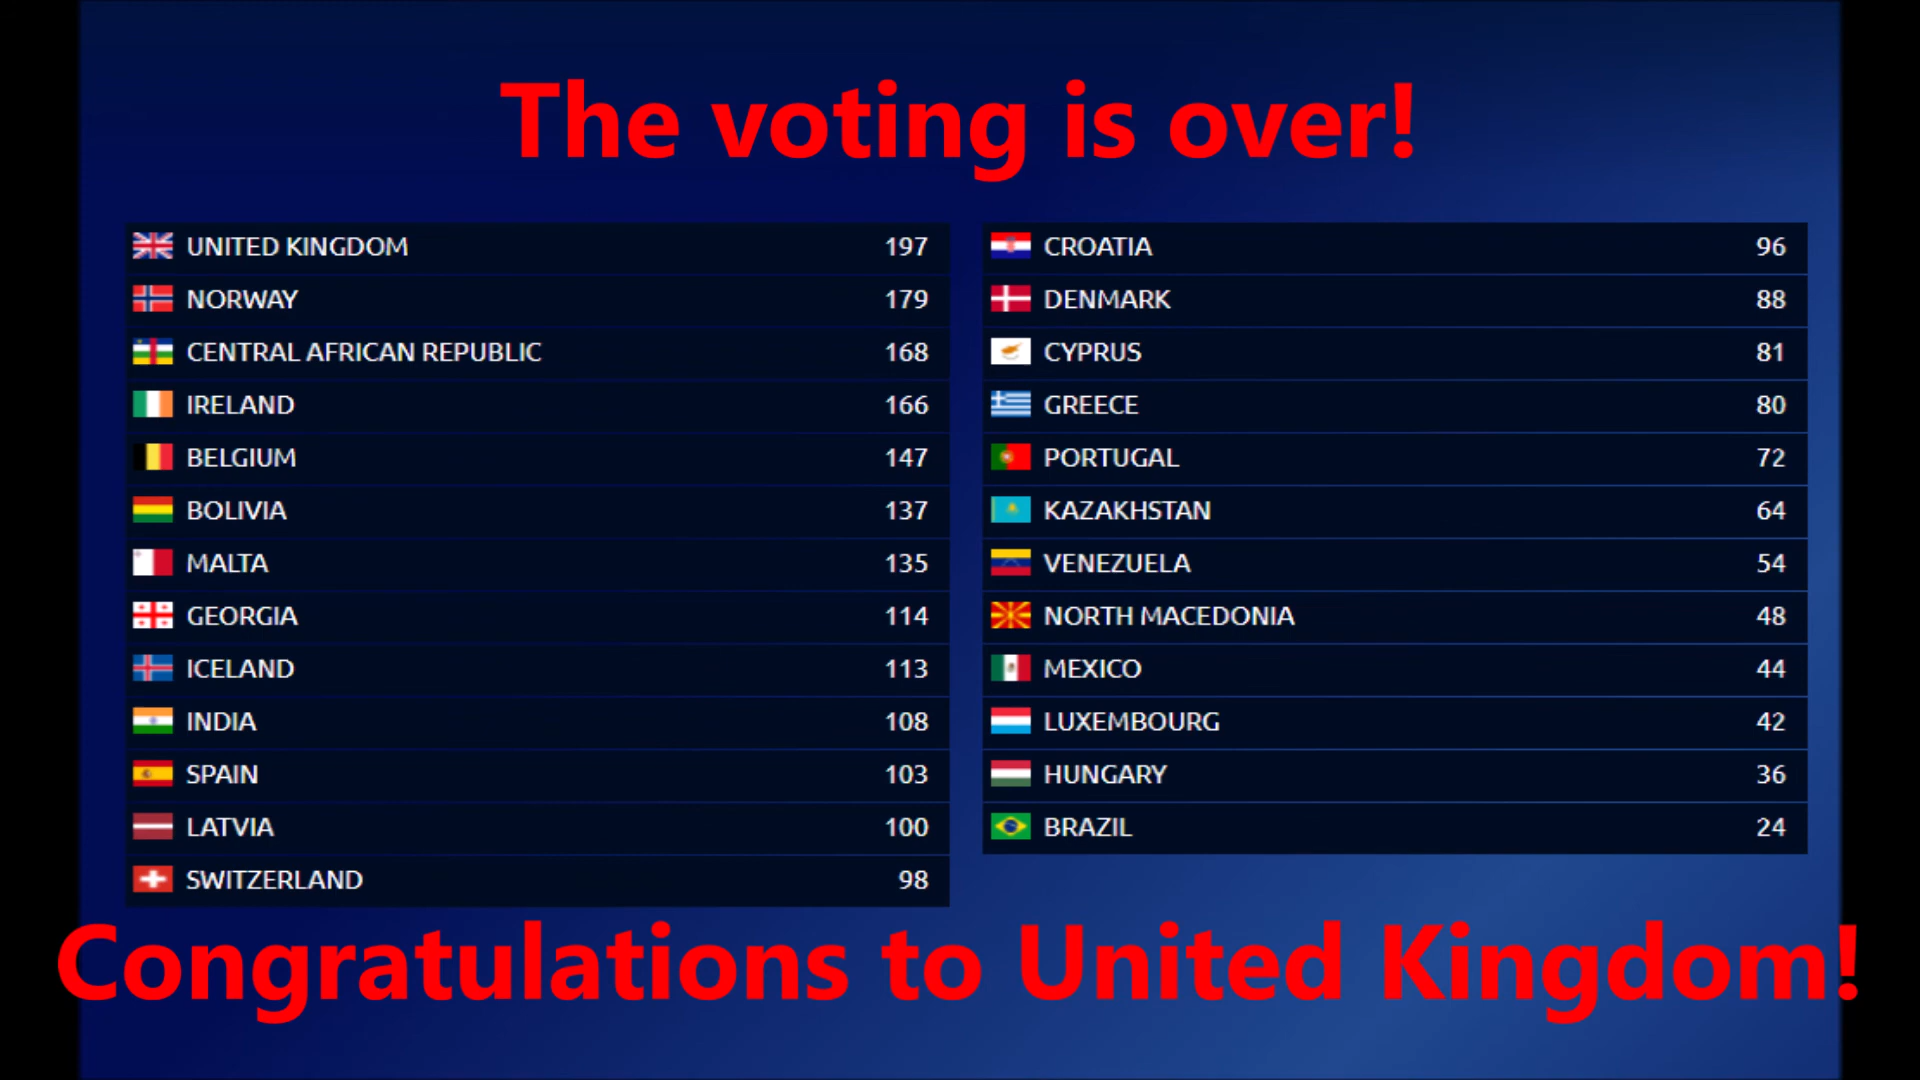 The voting is over!
UNITED KINGDOM 197
NORWAY 179
CENTRAL AFRICAN REPUBLIC 168
IRELAND 166
BELGIUM 147
BOLIVIA 137
MALTA 135
GEORGIA 114
ICELAND 113
INDIA 108
SPAIN 103
LATVIA 100
SWITZERLAND 98
CROATIA 96
DENMARK 88
CYPRUS 81
GREECE 80
PORTUGAL 72
KAZAKHSTAN 64
VENEZUELA 54
NORTH MACEDONIA 48
MEXICO 44
LUXEMBOURG 42
HUNGARY 36
BRAZIL 24
Congratulations to United Kingdom!